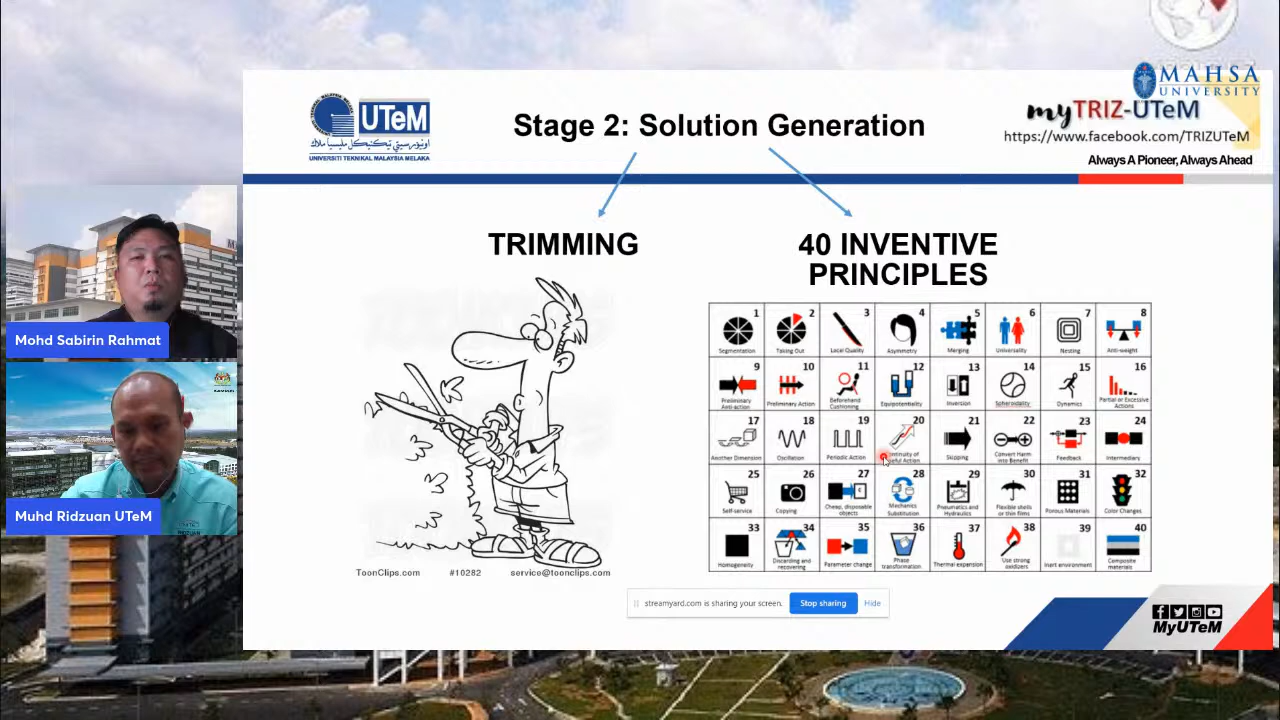 MAHSA
UNIVERSITY
UTeM
اونيۏرسيتي تيكنيكل مليسيا ملاك
UNIVERSITI TEKNIKAL MALAYSIA MELAKA
Stage 2: Solution Generation
myTRIZ-UTeM
https://www.facebook.com/TRIZUTeM
Always A Pioneer, Always Ahead
TRIMMING
40 INVENTIVE
PRINCIPLES
1 2 3 4 5 6 7 8
Segmentation Taking Out Local Quality Asymmetry Merging Universality Nesting Anti-weight
9 10 11 12 13 14 15 16
Preliminary Anti-action Preliminary Action Beforehand Cushioning Equipotentiality Inversion Spheroidality Dynamics Partial or Excessive Actions
17 18 19 20 21 22 23 24
Another Dimension Oscillation Periodic Action Continuity of Useful Action Skipping Convert Harm into Benefit Feedback Intermediary
25 26 27 28 29 30 31 32
Self-service Copying Cheap, disposable objects Mechanics Substitution Pneumatics and Hydraulics Flexible shells or thin films Porous Materials Color Changes
33 34 35 36 37 38 39 40
Homogeneity Discarding and recovering Parameter change Phase transformation Thermal expansion Use strong oxidizers Inert environment Composite materials
ToonClips.com #10282 service@toonclips.com
streamyard.com is sharing your screen. Stop sharing Hide
MyUTeM
Mohd Sabirin Rahmat
Muhd Ridzuan UTeM